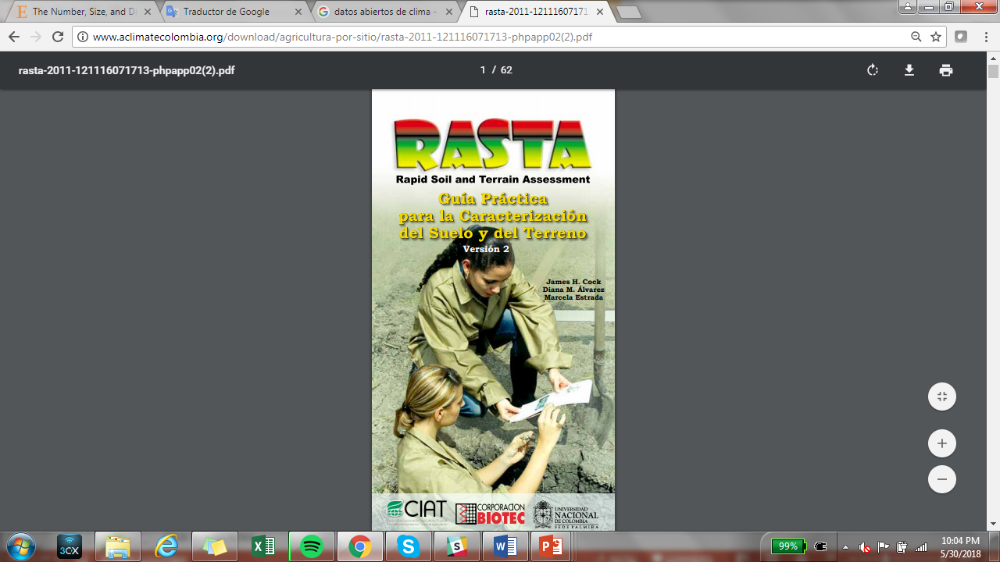 The Number, Size, and D
Traductor de Google
datos abiertos de clima -
rasta-2011-121116071713
www.aclimatecolombia.org/download/agricultura-por-sitio/rasta-2011-121116071713-phpapp02(2).pdf
rasta-2011-121116071713-phpapp02(2).pdf
1 / 62
RASTA
Rapid Soil and Terrain Assessment
Guía Práctica
para la Caracterización
del Suelo y del Terreno
Versión 2
James H. Cock
Diana M. Álvarez
Marcela Estrada
CIAT
CORPORACION
BIOTEC
UNIVERSIDAD
NACIONAL
DE COLOMBIA
SEDE PALMIRA
3CX
99%
10:04 PM
5/30/2018